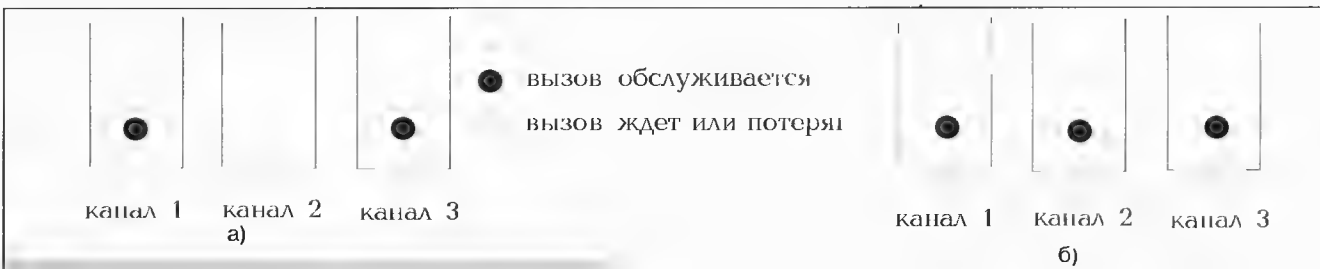 вызов обслуживается
вызов ждет или потерян
канал 1 канал 2 канал 3
а)
канал 1 канал 2 канал 3
б)